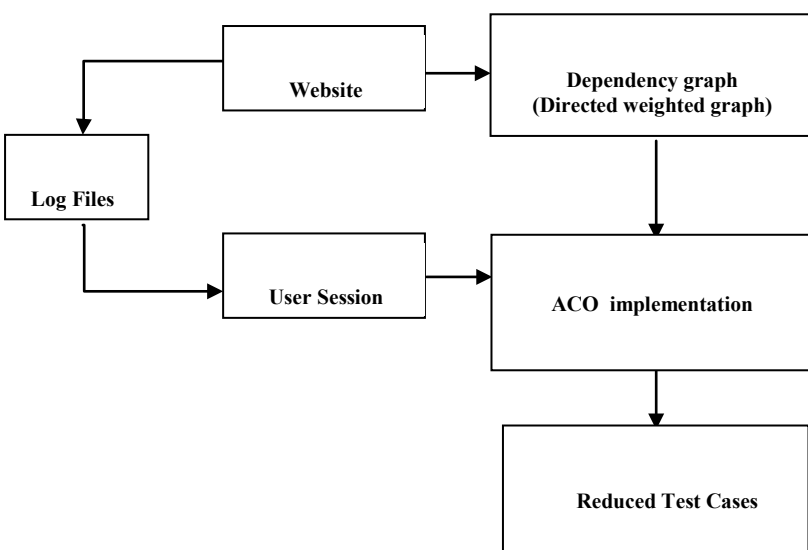 Website
Dependency graph
(Directed weighted graph)
Log Files
User Session
ACO implementation
Reduced Test Cases